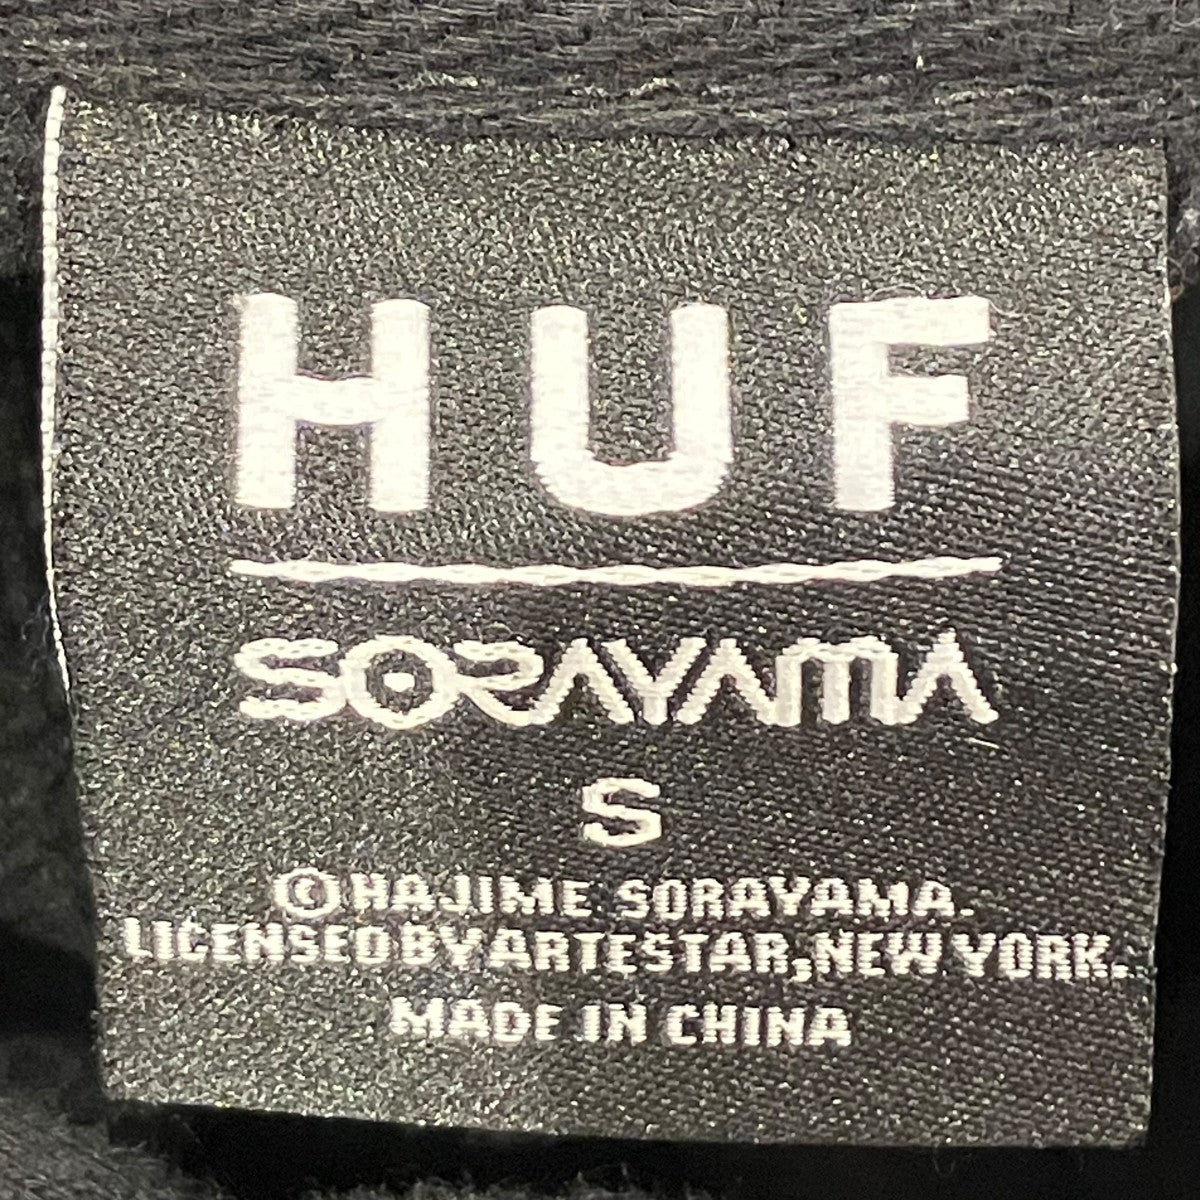 HUF
SORAYAMA
S
©HAJIME SORAYAMA.
LICENSED BY ARTESTAR, NEW YORK.
MADE IN CHINA